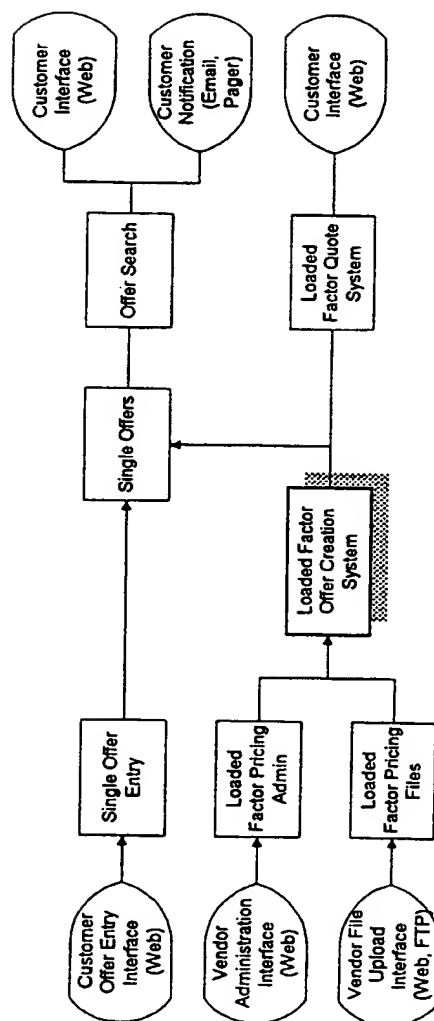 Customer
Offer Entry
Interface
(Web)
Single Offer
Entry
Single Offers
Offer Search
Customer
Interface
(Web)
Customer
Notification
(Email,
Pager)
Vendor
Administration
Interface
(Web)
Loaded
Factor Pricing
Admin
Vendor File
Upload
Interface
(Web, FTP)
Loaded
Factor Pricing
Files
Loaded Factor
Offer Creation
System
Loaded
Factor Quote
System
Customer
Interface
(Web)